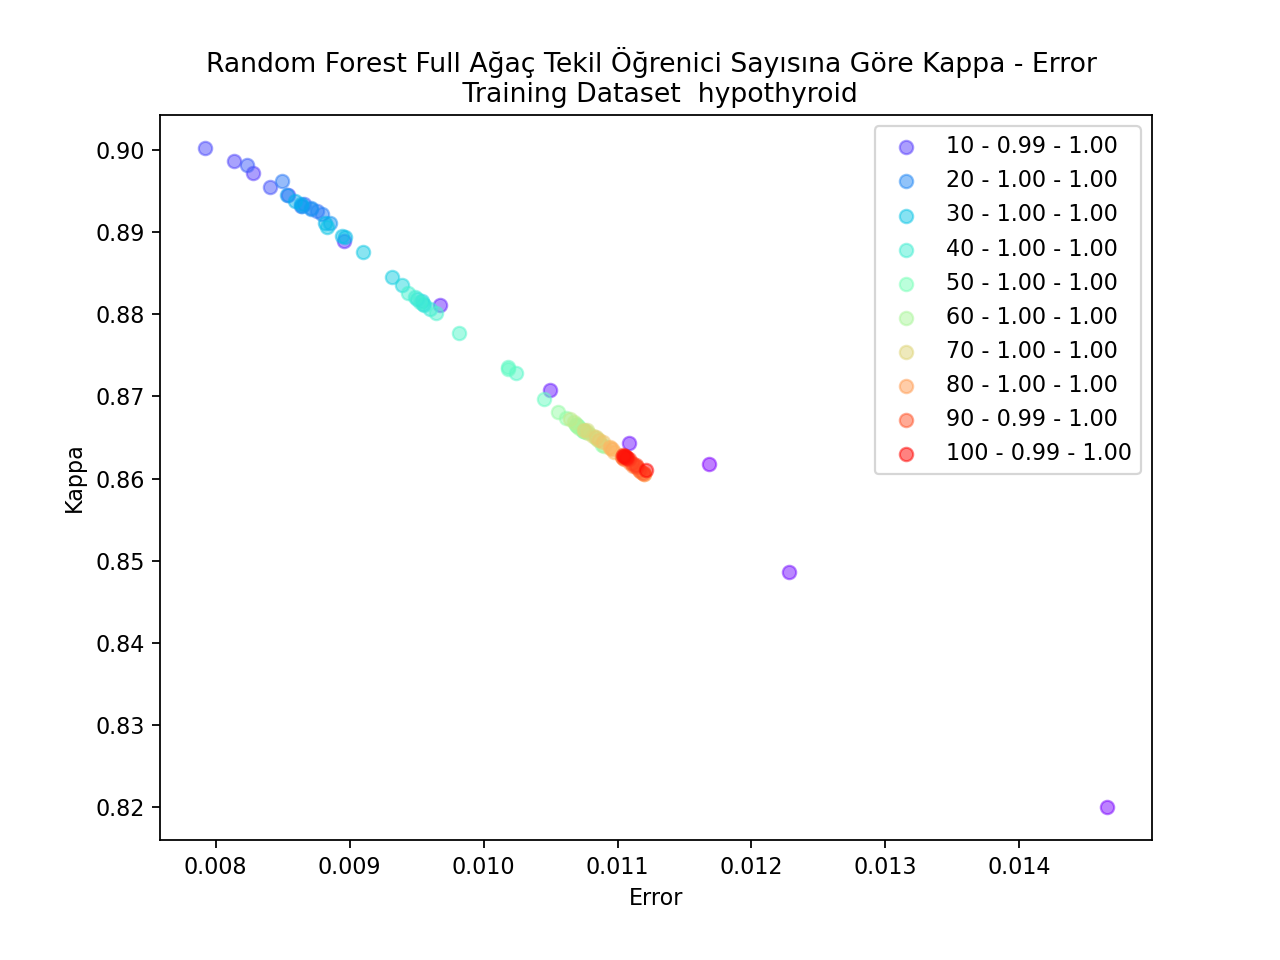 Random Forest Full Ağaç Tekil Öğrenici Sayısına Göre Kappa - Error
Training Dataset  hypothyroid
0.90
0.89
0.88
0.87
0.86
0.85
0.84
0.83
0.82
Kappa
10 - 0.99 - 1.00
20 - 1.00 - 1.00
30 - 1.00 - 1.00
40 - 1.00 - 1.00
50 - 1.00 - 1.00
60 - 1.00 - 1.00
70 - 1.00 - 1.00
80 - 1.00 - 1.00
90 - 0.99 - 1.00
100 - 0.99 - 1.00
0.008 0.009 0.010 0.011 0.012 0.013 0.014
Error